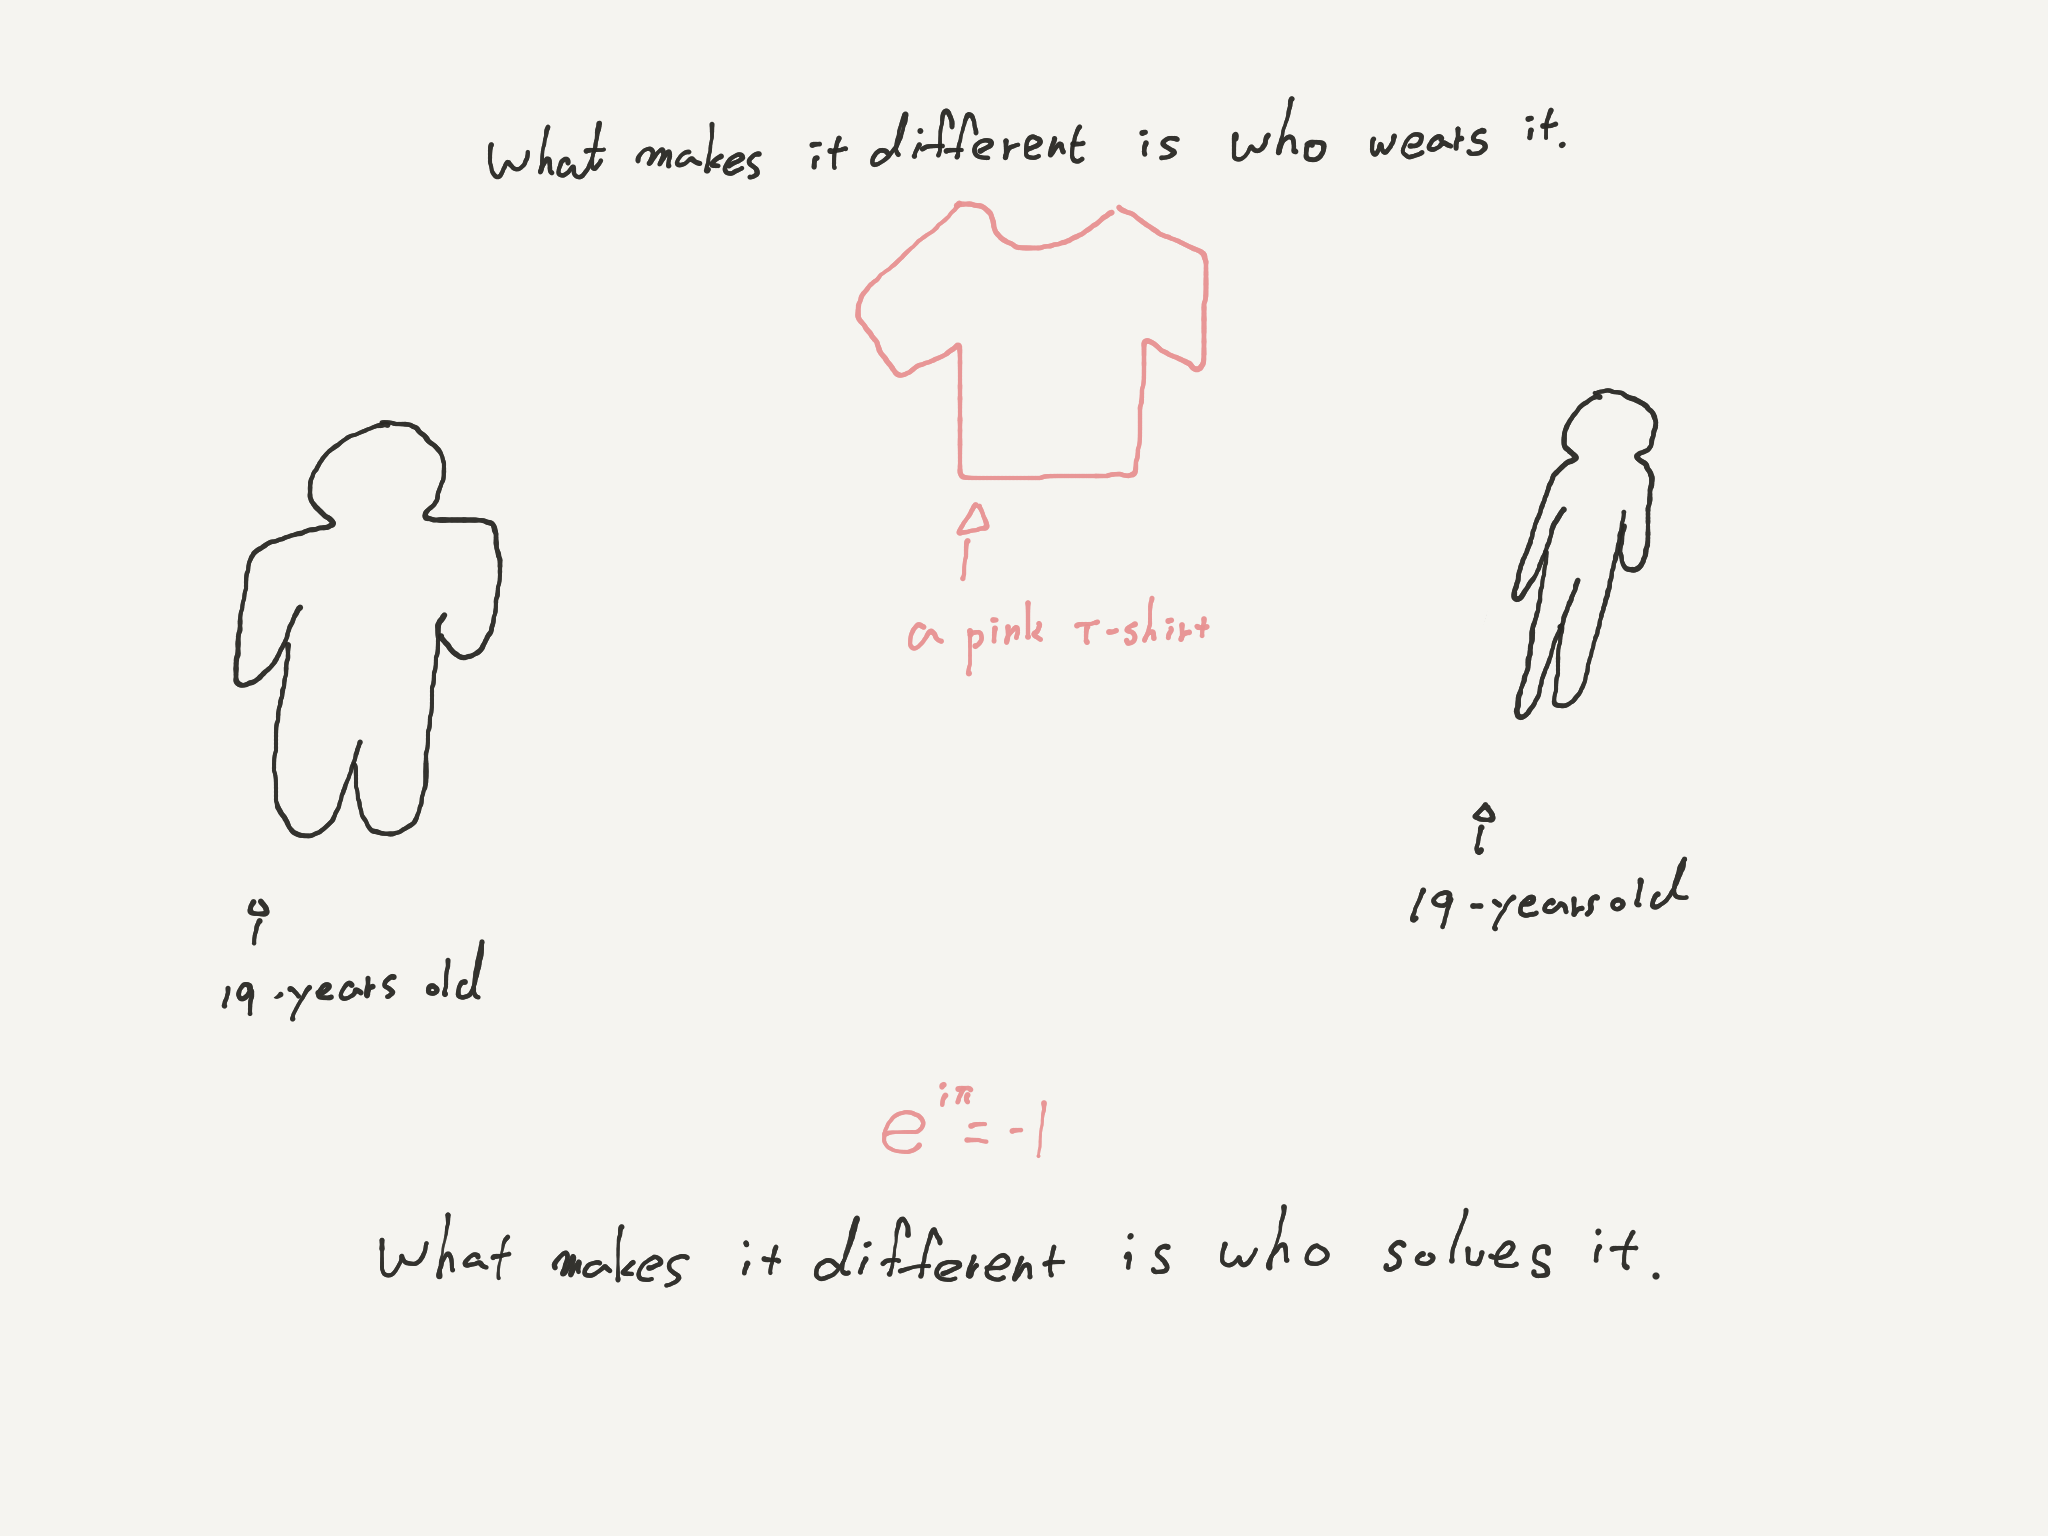 What makes it different is who wears it.
a pink T-shirt
19-years old
19-years old
e^{iπ} = -1
What makes it different is who solves it.